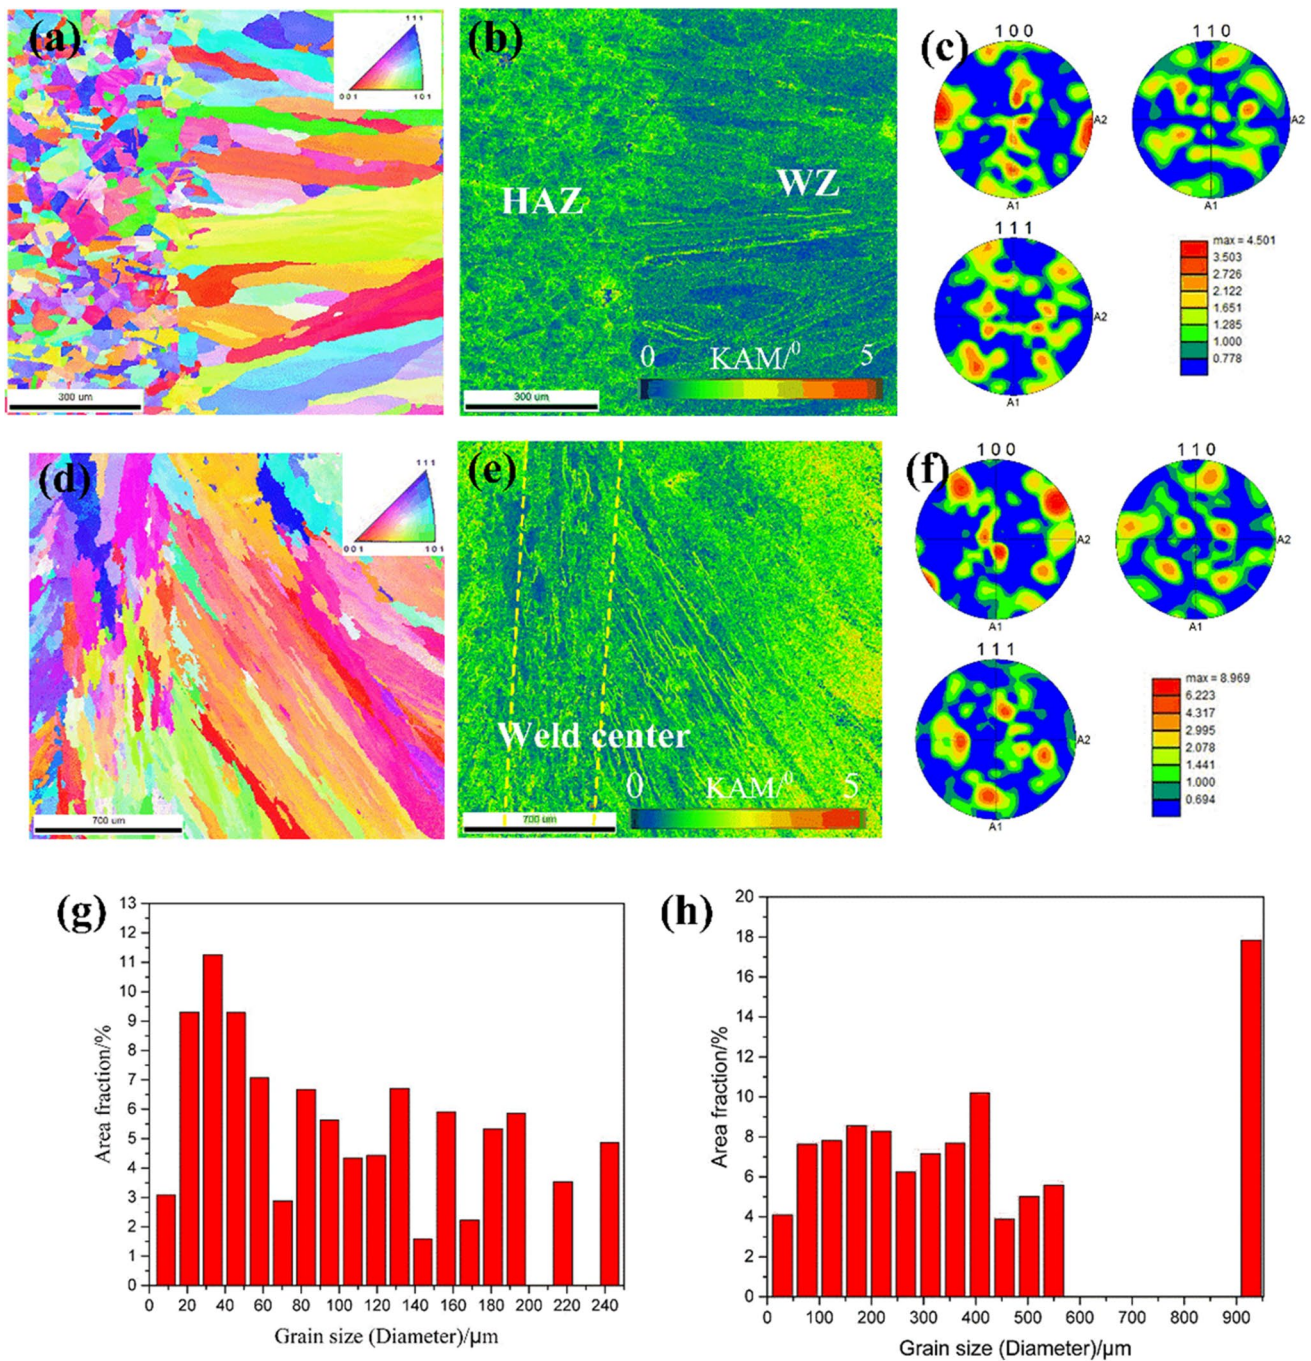 (a)
111
001
101
300 um
(b)
HAZ
WZ
0 KAM/⁰ 5
300 um
(c)
100
A2
A1
110
A2
A1
111
A2
A1
max = 4.501
3.503
2.726
2.122
1.651
1.285
1.000
0.778
(d)
111
001
101
700 um
(e)
Weld center
0 KAM/⁰ 5
700 um
(f)
100
A2
A1
110
A2
A1
111
A2
A1
max = 8.969
6.223
4.317
2.995
2.078
1.441
1.000
0.694
(g)
13
12
11
10
9
8
7
6
5
4
3
2
1
0
Area fraction/%
0 20 40 60 80 100 120 140 160 180 200 220 240
Grain size (Diameter)/μm
(h)
20
18
16
14
12
10
8
6
4
2
0
Area fraction/%
0 100 200 300 400 500 600 700 800 900
Grain size (Diameter)/μm